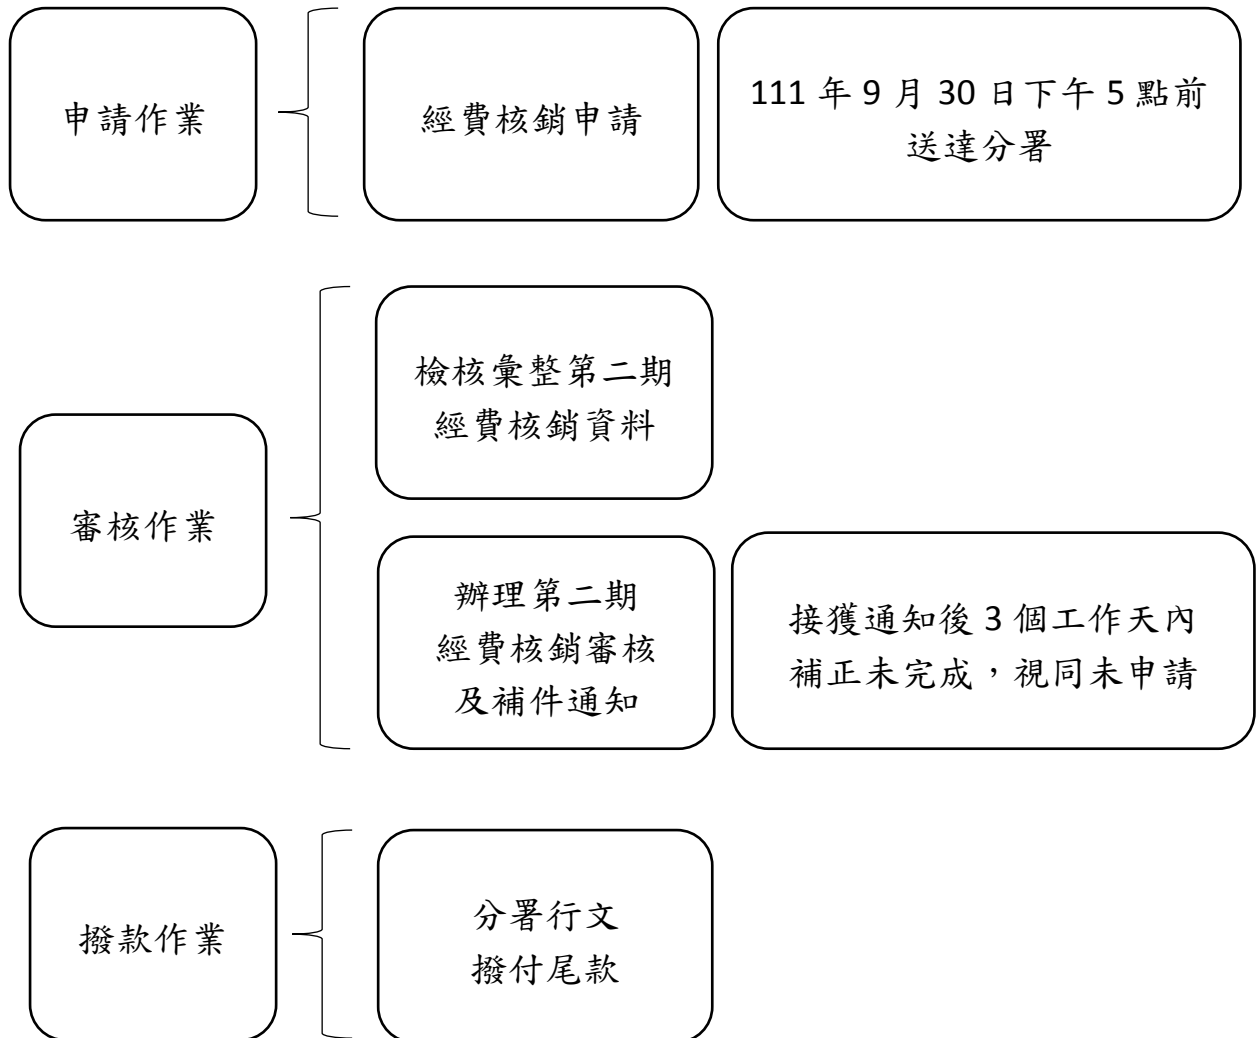 申請作業
經費核銷申請
111 年 9 月 30 日下午 5 點前
送達分署
審核作業
檢核彙整第二期
經費核銷資料
辦理第二期
經費核銷審核
及補件通知
接獲通知後 3 個工作天內
補正未完成，視同未申請
撥款作業
分署行文
撥付尾款